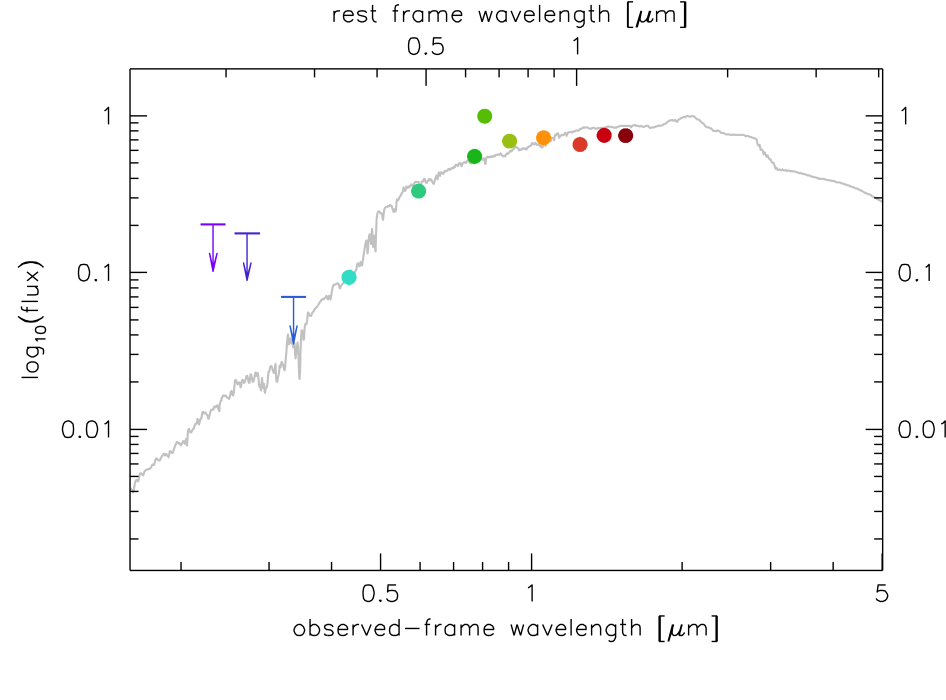 rest frame wavelength [μm]
0.5 1
1 1
0.1 0.1
0.01 0.01
log10(flux)
0.5 1 5
observed-frame wavelength [μm]